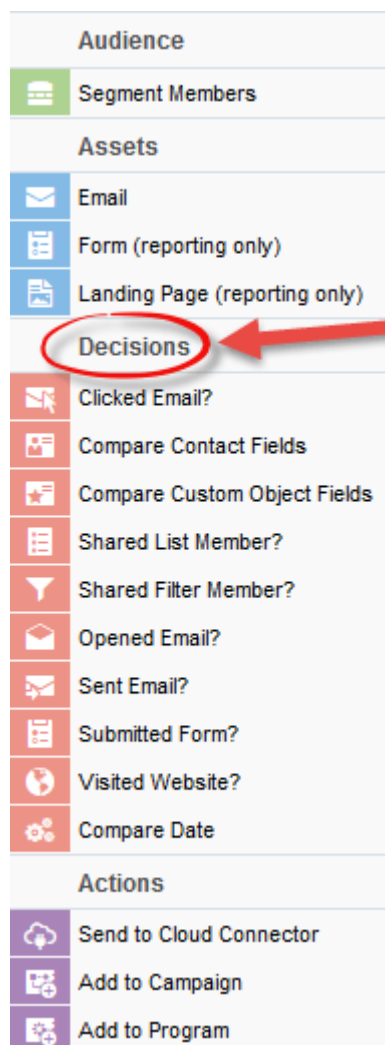 Audience
Segment Members
Assets
Email
Form (reporting only)
Landing Page (reporting only)
Decisions
Clicked Email?
Compare Contact Fields
Compare Custom Object Fields
Shared List Member?
Shared Filter Member?
Opened Email?
Sent Email?
Submitted Form?
Visited Website?
Compare Date
Actions
Send to Cloud Connector
Add to Campaign
Add to Program